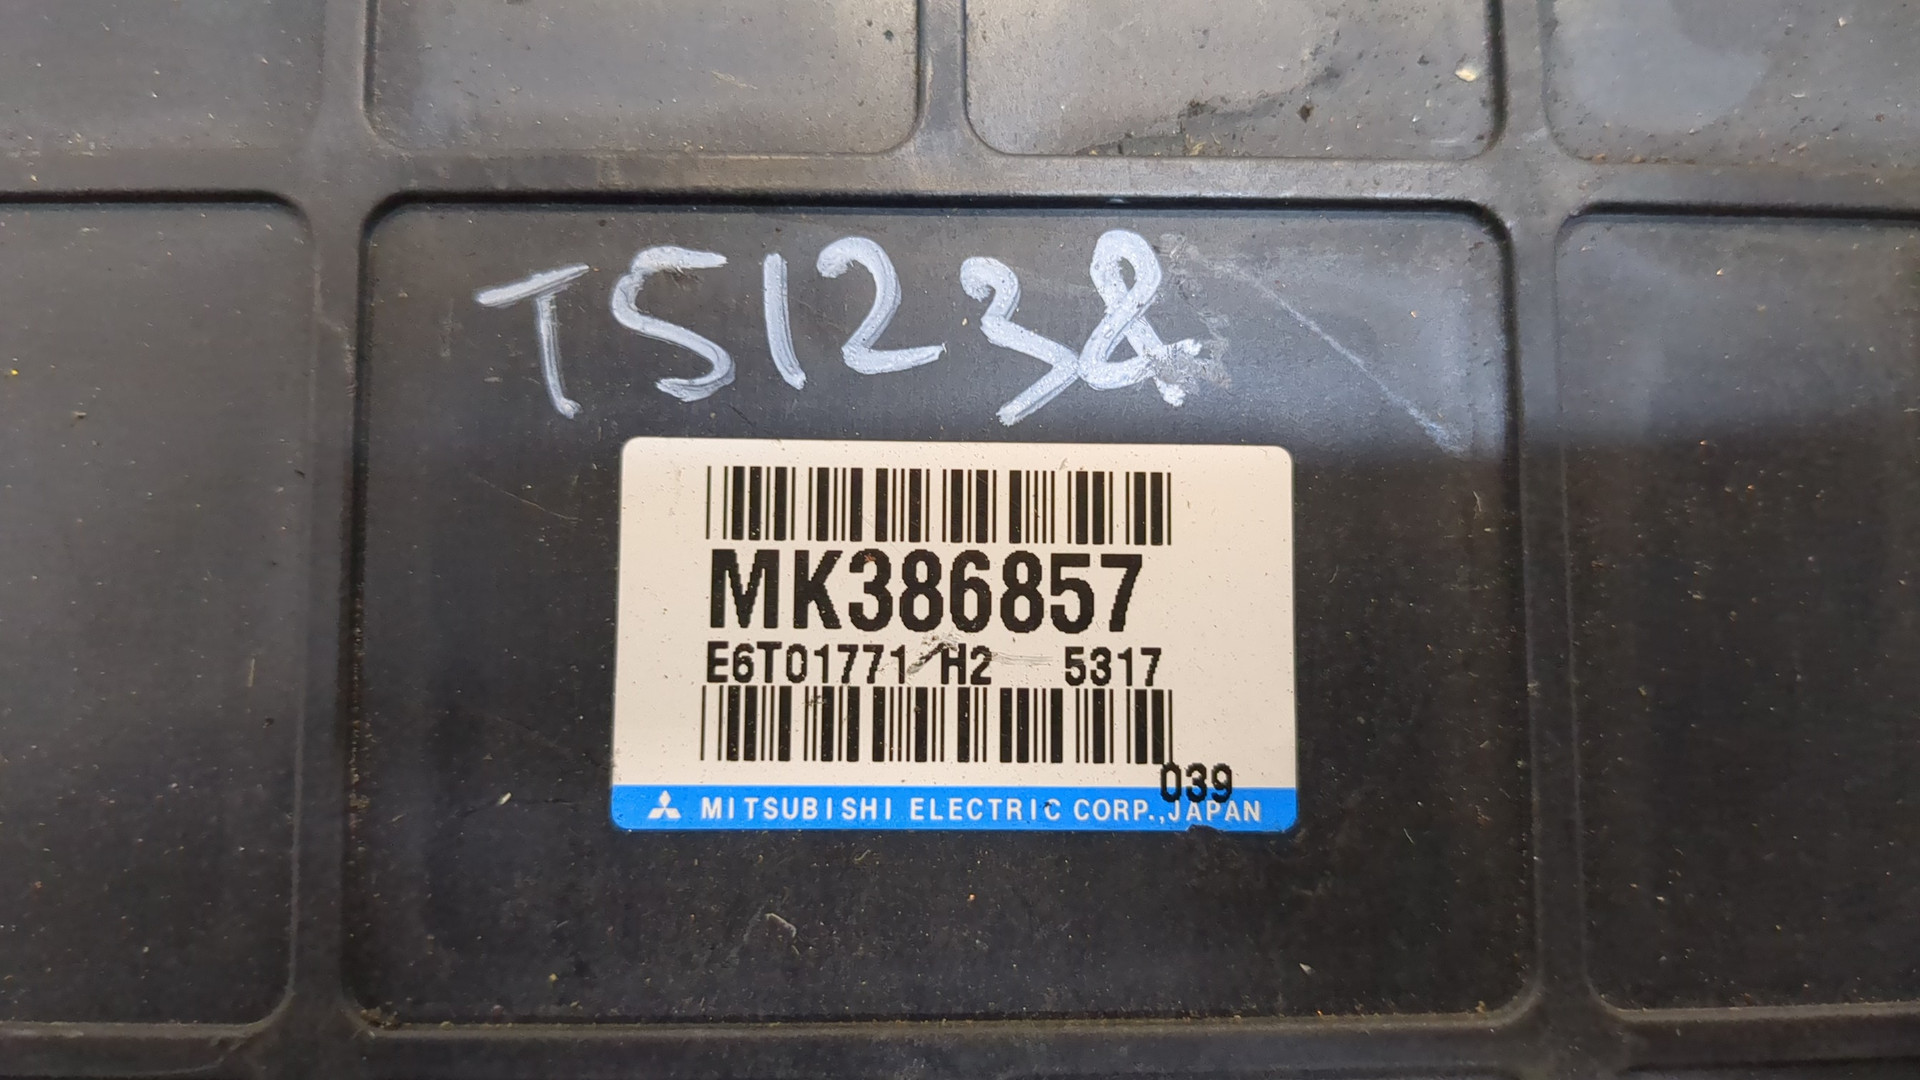 TS1238
MK386857
E6T01771 H2 5317
039
MITSUBISHI ELECTRIC CORP.,JAPAN